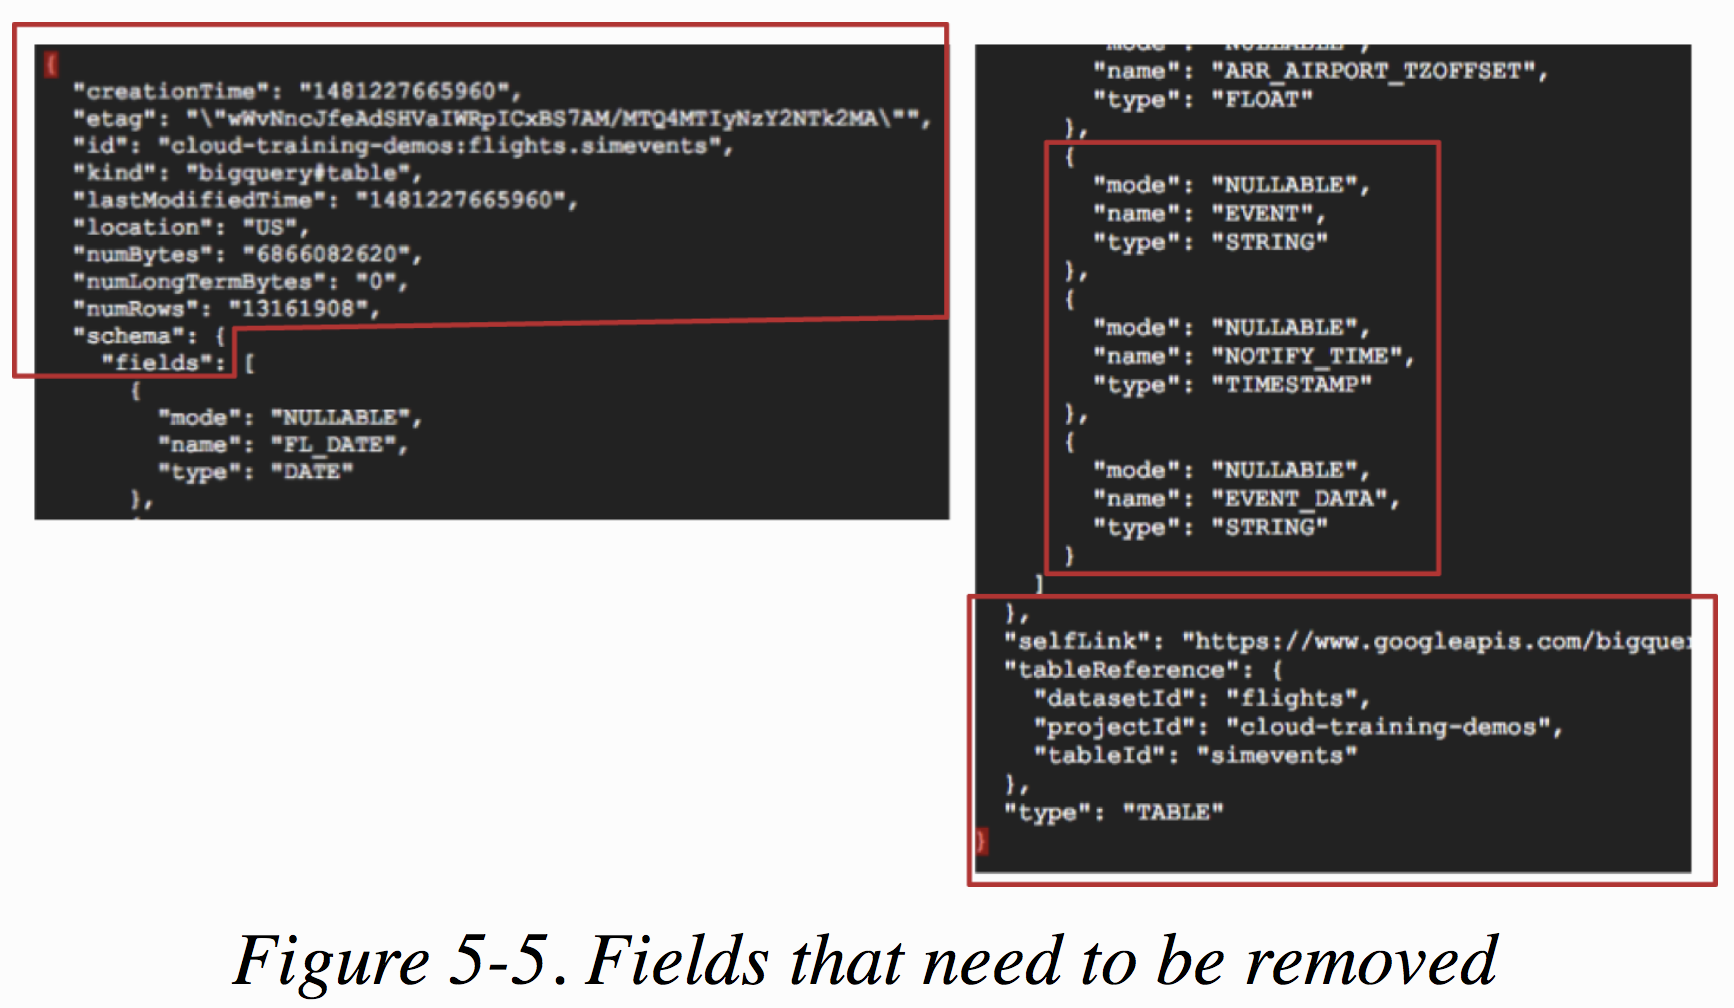 {
"creationTime": "1481227665960",
"etag": "\"wWvNncJfeAdSHVaIWRpICxBS7AM/MTQ4MTIyNzY2NTk2MA\"",
"id": "cloud-training-demos:flights.simevents",
"kind": "bigquery#table",
"lastModifiedTime": "1481227665960",
"location": "US",
"numBytes": "6866082620",
"numLongTermBytes": "0",
"numRows": "13161908",
"schema": {
"fields": [
{
"mode": "NULLABLE",
"name": "FL_DATE",
"type": "DATE"
},
"mode": "NULLABLE",
"name": "ARR_AIRPORT_TZOFFSET",
"type": "FLOAT"
},
{
"mode": "NULLABLE",
"name": "EVENT",
"type": "STRING"
},
{
"mode": "NULLABLE",
"name": "NOTIFY_TIME",
"type": "TIMESTAMP"
},
{
"mode": "NULLABLE",
"name": "EVENT_DATA",
"type": "STRING"
}
]
},
"selfLink": "https://www.googleapis.com/bigquer
"tableReference": {
"datasetId": "flights",
"projectId": "cloud-training-demos",
"tableId": "simevents"
},
"type": "TABLE"
}
Figure 5-5. Fields that need to be removed